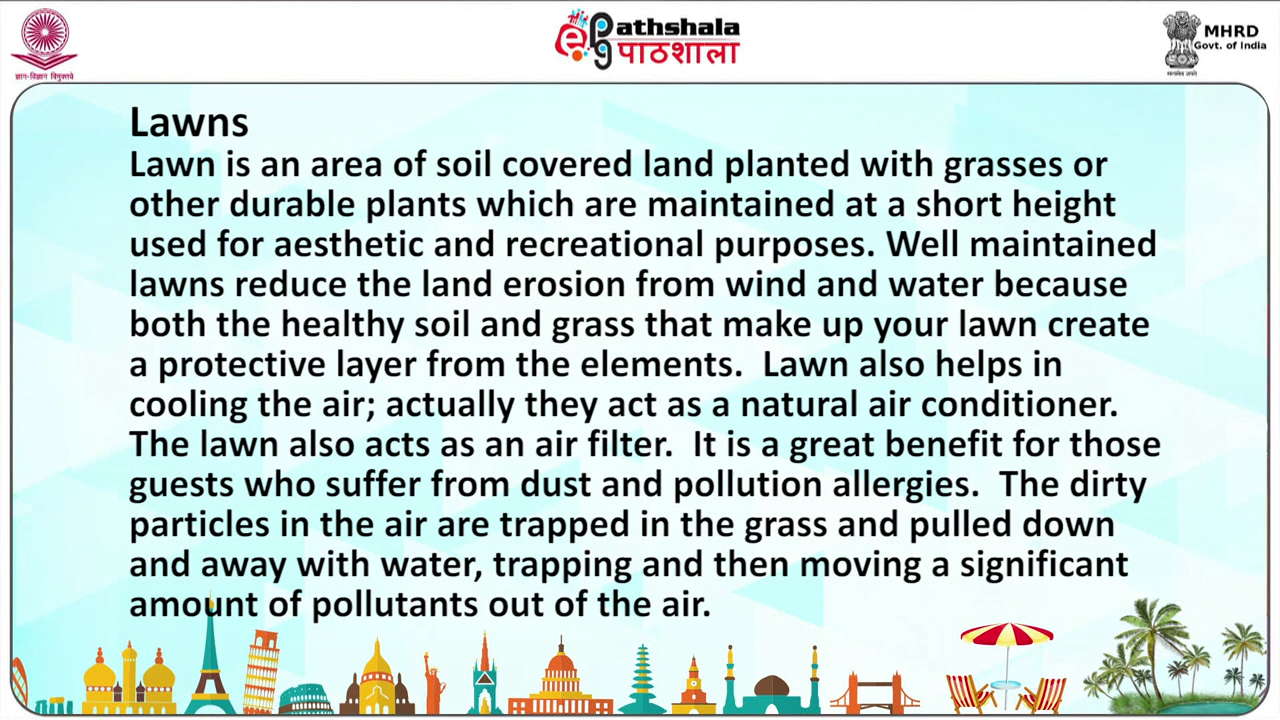 ज्ञान-विज्ञान विमुक्तये
ePg Pathshala
पाठशाला
MHRD
Govt. of India
सत्यमेव जयते
Lawns
Lawn is an area of soil covered land planted with grasses or
other durable plants which are maintained at a short height
used for aesthetic and recreational purposes. Well maintained
lawns reduce the land erosion from wind and water because
both the healthy soil and grass that make up your lawn create
a protective layer from the elements.  Lawn also helps in
cooling the air; actually they act as a natural air conditioner.
The lawn also acts as an air filter.  It is a great benefit for those
guests who suffer from dust and pollution allergies.  The dirty
particles in the air are trapped in the grass and pulled down
and away with water, trapping and then moving a significant
amount of pollutants out of the air.